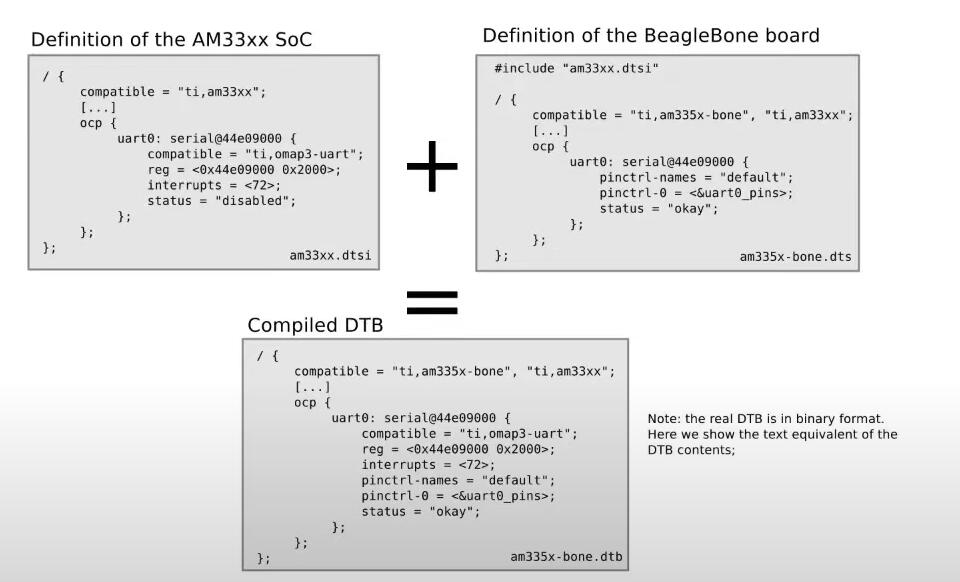 Definition of the AM33xx SoC
/ {
compatible = "ti,am33xx";
[...]
ocp {
uart0: serial@44e09000 {
compatible = "ti,omap3-uart";
reg = <0x44e09000 0x2000>;
interrupts = <72>;
status = "disabled";
};
};
};
am33xx.dtsi
+
Definition of the BeagleBone board
#include "am33xx.dtsi"
/ {
compatible = "ti,am335x-bone", "ti,am33xx";
[...]
ocp {
uart0: serial@44e09000 {
pinctrl-names = "default";
pinctrl-0 = <&uart0_pins>;
status = "okay";
};
};
};
am335x-bone.dts
=
Compiled DTB
/ {
compatible = "ti,am335x-bone", "ti,am33xx";
[...]
ocp {
uart0: serial@44e09000 {
compatible = "ti,omap3-uart";
reg = <0x44e09000 0x2000>;
interrupts = <72>;
pinctrl-names = "default";
pinctrl-0 = <&uart0_pins>;
status = "okay";
};
};
};
am335x-bone.dtb
Note: the real DTB is in binary format.
Here we show the text equivalent of the
DTB contents;